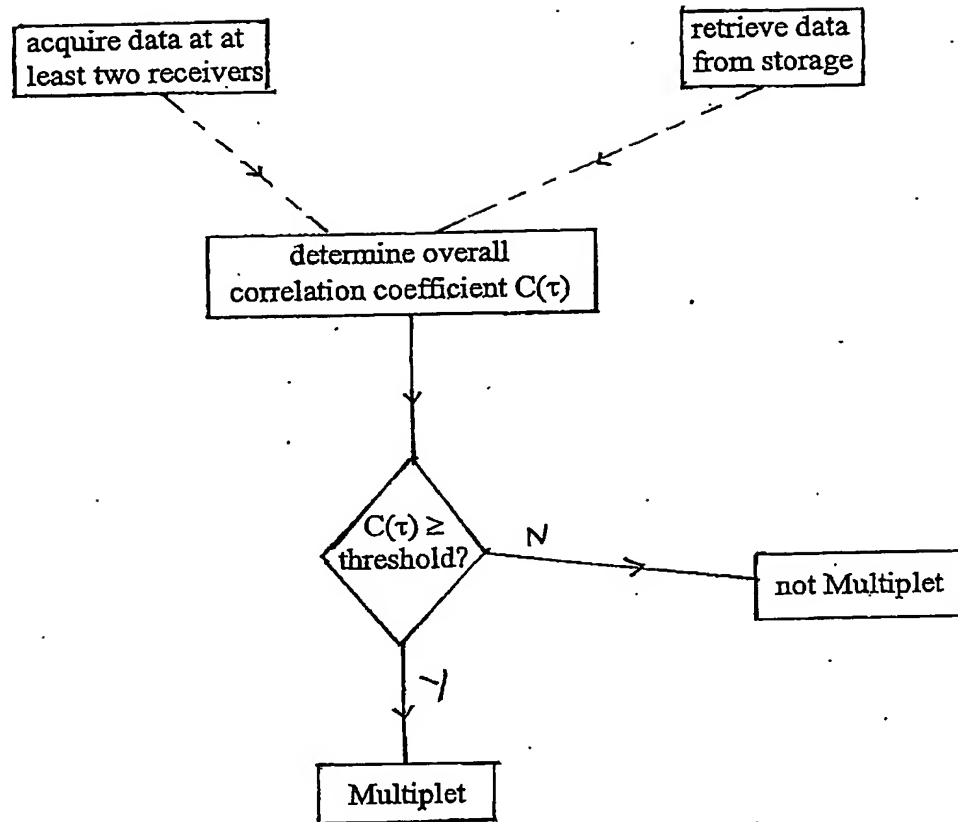 acquire data at at
least two receivers
retrieve data
from storage
determine overall
correlation coefficient C(τ)
C(τ) ≥
threshold?
N
not Multiplet
Y
Multiplet